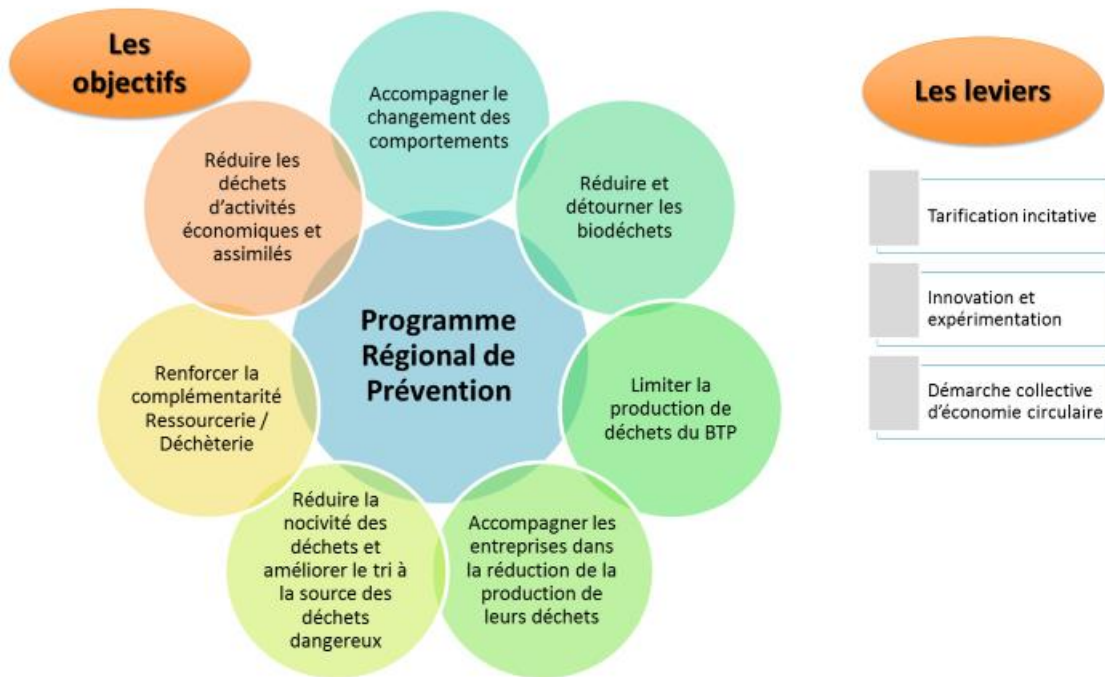 Les
objectifs
Accompagner le
changement des
comportements
Réduire et
détourner les
biodéchets
Limiter la
production de
déchets du BTP
Accompagner les
entreprises dans
la réduction de la
production de
leurs déchets
Réduire la
nocivité des
déchets et
améliorer le tri à
la source des
déchets
dangereux
Renforcer la
complémentarité
Ressourcerie /
Déchèterie
Réduire les
déchets
d'activités
économiques et
assimilés
Programme
Régional de
Prévention
Les leviers
Tarification incitative
Innovation et
expérimentation
Démarche collective
d'économie circulaire